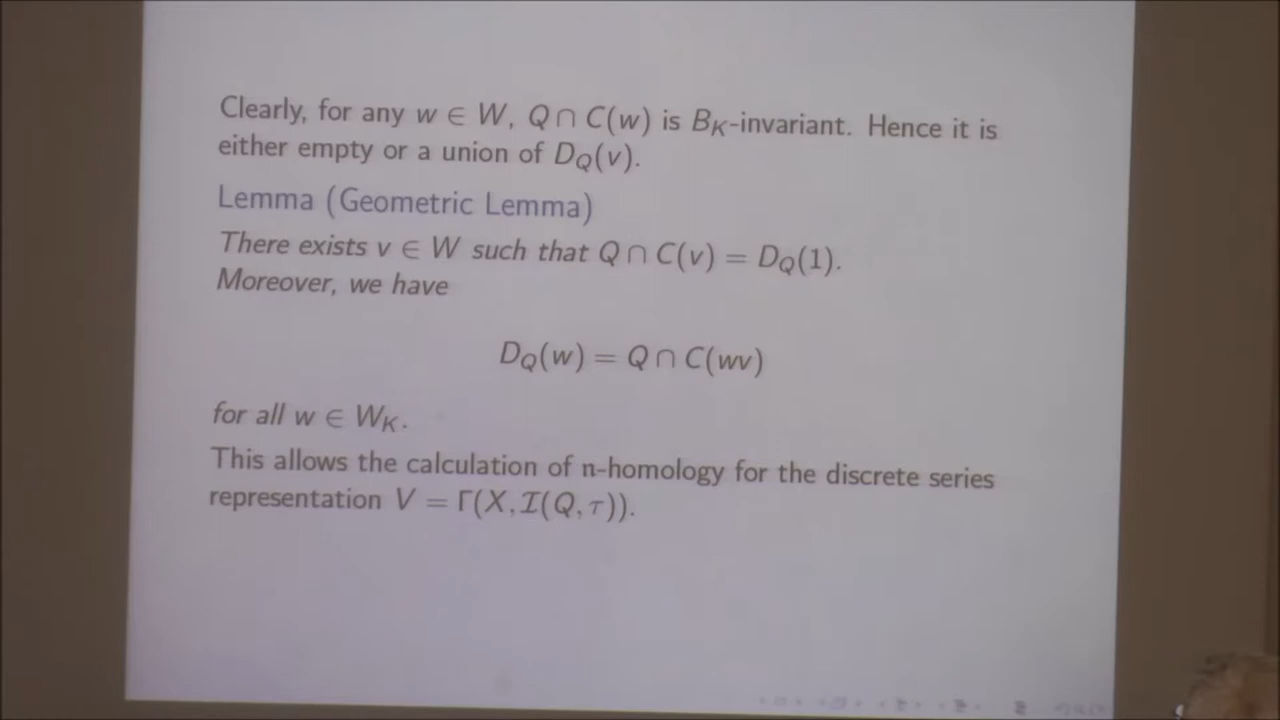 Clearly, for any w ∈ W, Q ∩ C(w) is B_K-invariant. Hence it is
either empty or a union of D_Q(v).
Lemma (Geometric Lemma)
There exists v ∈ W such that Q ∩ C(v) = D_Q(1).
Moreover, we have
D_Q(w) = Q ∩ C(wv)
for all w ∈ W_K.
This allows the calculation of n-homology for the discrete series
representation V = Γ(X, I(Q, τ)).